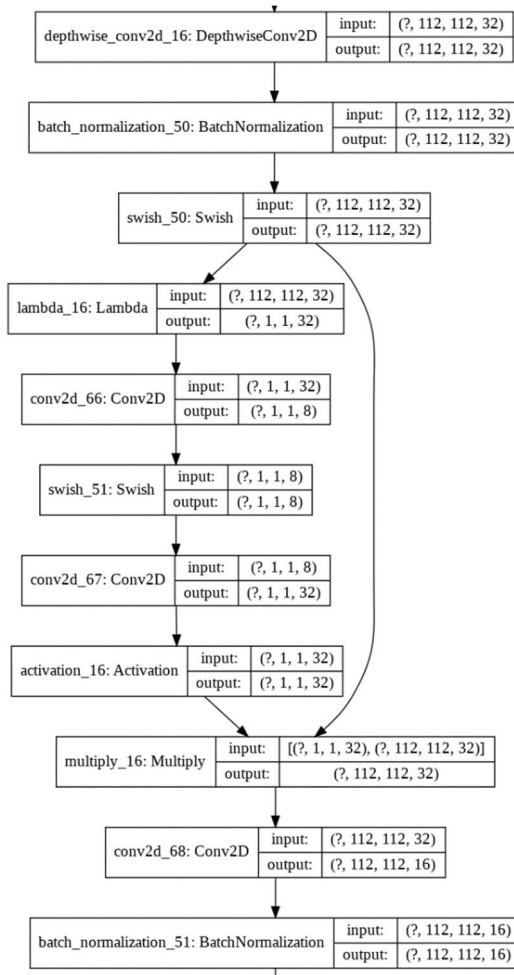 depthwise_conv2d_16: DepthwiseConv2D
input: (?, 112, 112, 32)
output: (?, 112, 112, 32)
batch_normalization_50: BatchNormalization
input: (?, 112, 112, 32)
output: (?, 112, 112, 32)
swish_50: Swish
input: (?, 112, 112, 32)
output: (?, 112, 112, 32)
lambda_16: Lambda
input: (?, 112, 112, 32)
output: (?, 1, 1, 32)
conv2d_66: Conv2D
input: (?, 1, 1, 32)
output: (?, 1, 1, 8)
swish_51: Swish
input: (?, 1, 1, 8)
output: (?, 1, 1, 8)
conv2d_67: Conv2D
input: (?, 1, 1, 8)
output: (?, 1, 1, 32)
activation_16: Activation
input: (?, 1, 1, 32)
output: (?, 1, 1, 32)
multiply_16: Multiply
input: [(?, 1, 1, 32), (?, 112, 112, 32)]
output: (?, 112, 112, 32)
conv2d_68: Conv2D
input: (?, 112, 112, 32)
output: (?, 112, 112, 16)
batch_normalization_51: BatchNormalization
input: (?, 112, 112, 16)
output: (?, 112, 112, 16)